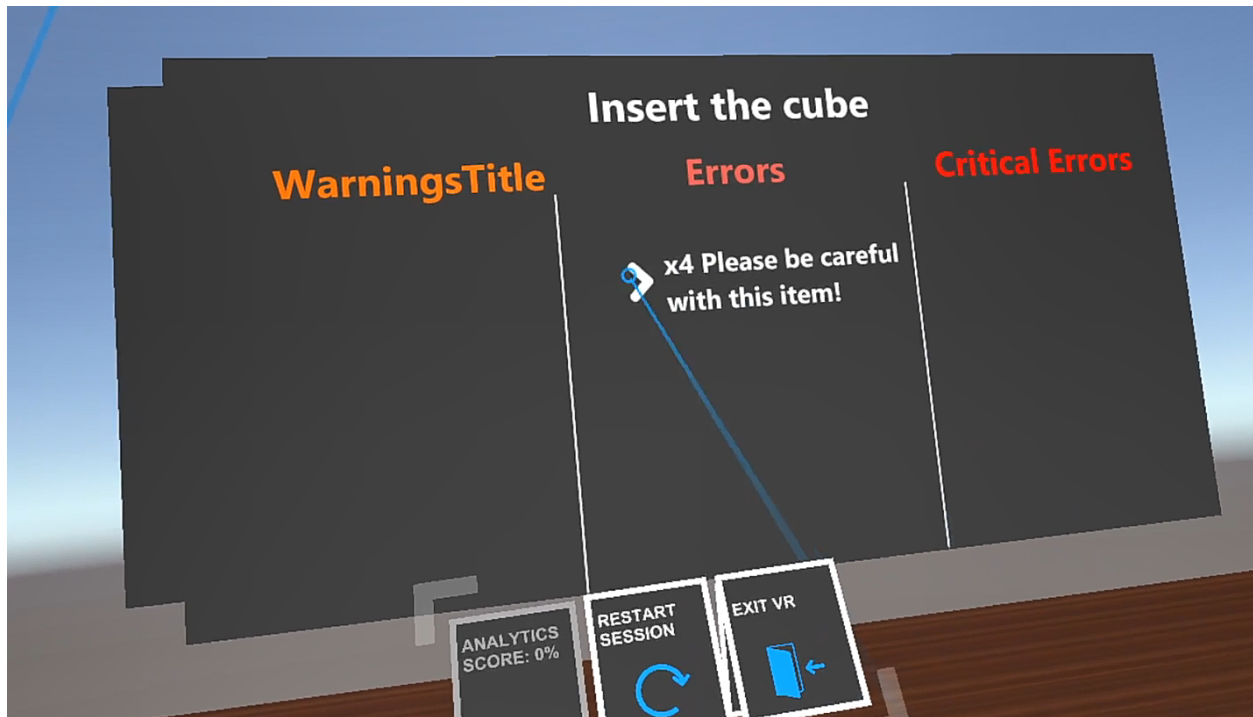 Insert the cube
WarningsTitle
Errors
Critical Errors
x4 Please be careful
with this item!
ANALYTICS
SCORE: 0%
RESTART
SESSION
EXIT VR